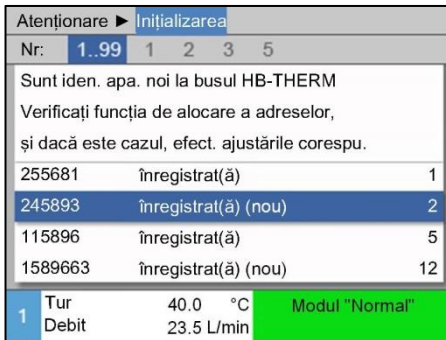 Atenționare ► Inițializarea
Nr: 1..99 1 2 3 5
Sunt iden. apa. noi la busul HB-THERM
Verificați funcția de alocare a adreselor,
și dacă este cazul, efect. ajustările corespu.
255681 înregistrat(ă) 1
245893 înregistrat(ă) (nou) 2
115896 înregistrat(ă) 5
1589663 înregistrat(ă) (nou) 12
1 Tur 40.0 °C Modul "Normal"
Debit 23.5 L/min